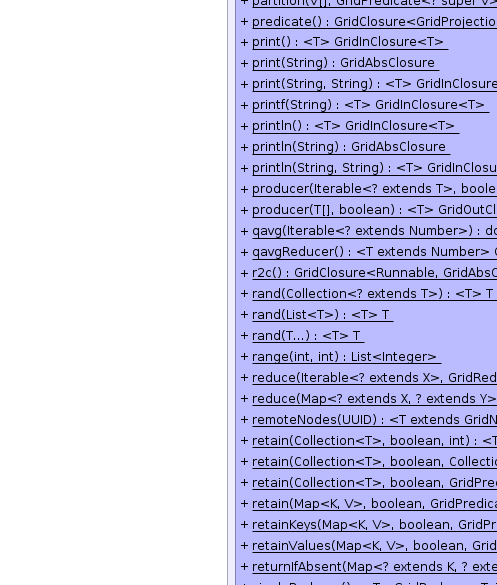 + partition(V[], GridPredicate<? super V>
+ predicate() : GridClosure<GridProjectio
+ print() : <T> GridInClosure<T>
+ print(String) : GridAbsClosure
+ print(String, String) : <T> GridInClosure
+ printf(String) : <T> GridInClosure<T>
+ println() : <T> GridInClosure<T>
+ println(String) : GridAbsClosure
+ println(String, String) : <T> GridInClosu
+ producer(Iterable<? extends T>, boole
+ producer(T[], boolean) : <T> GridOutCl
+ qavg(Iterable<? extends Number>) : do
+ qavgReducer() : <T extends Number> G
+ r2c() : GridClosure<Runnable, GridAbsC
+ rand(Collection<? extends T>) : <T> T
+ rand(List<T>) : <T> T
+ rand(T...) : <T> T
+ range(int, int) : List<Integer>
+ reduce(Iterable<? extends X>, GridRed
+ reduce(Map<? extends X, ? extends Y>
+ remoteNodes(UUID) : <T extends GridN
+ retain(Collection<T>, boolean, int) : <T
+ retain(Collection<T>, boolean, Collecti
+ retain(Collection<T>, boolean, GridPre
+ retain(Map<K, V>, boolean, GridPredica
+ retainKeys(Map<K, V>, boolean, GridPr
+ retainValues(Map<K, V>, boolean, Grid
+ returnIfAbsent(Map<? extends K, ? exte